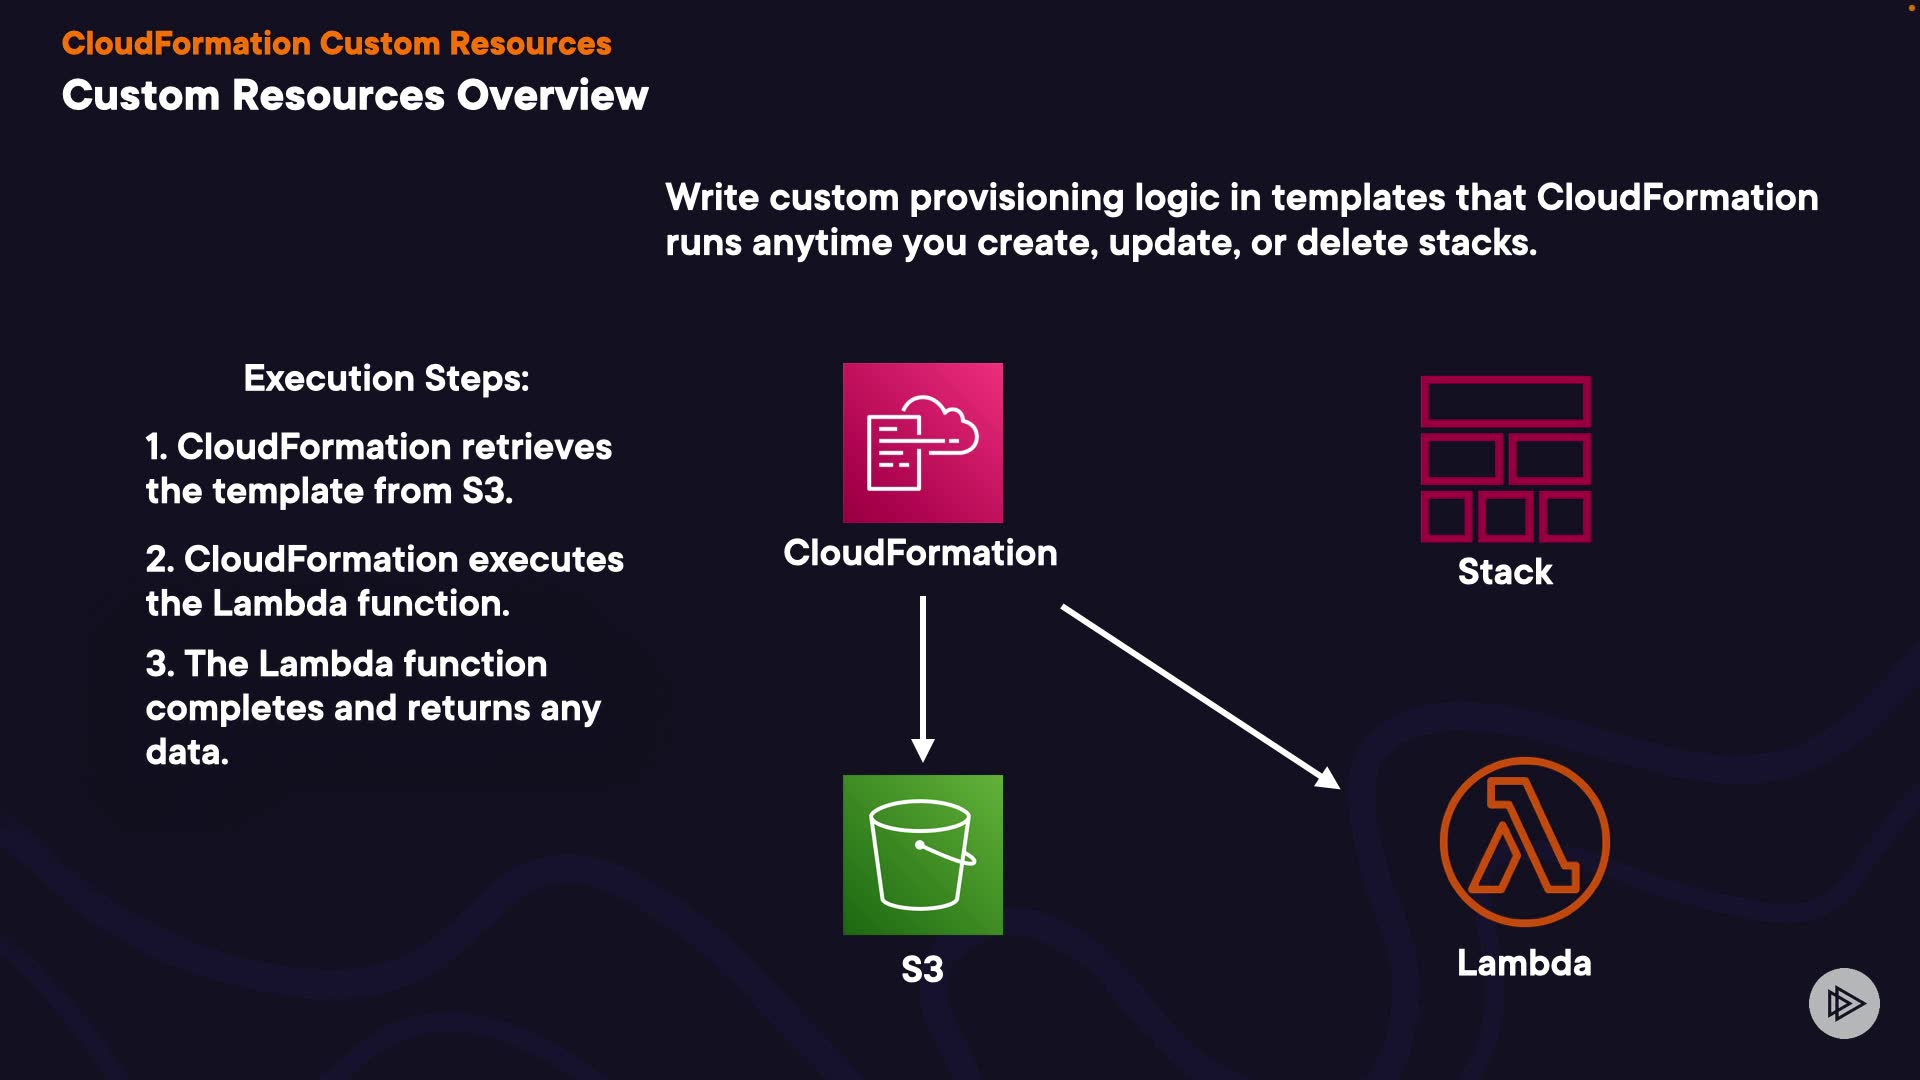 CloudFormation Custom Resources
Custom Resources Overview
Write custom provisioning logic in templates that CloudFormation
runs anytime you create, update, or delete stacks.
Execution Steps:
1. CloudFormation retrieves
the template from S3.
2. CloudFormation executes
the Lambda function.
3. The Lambda function
completes and returns any
data.
CloudFormation
Stack
S3
Lambda